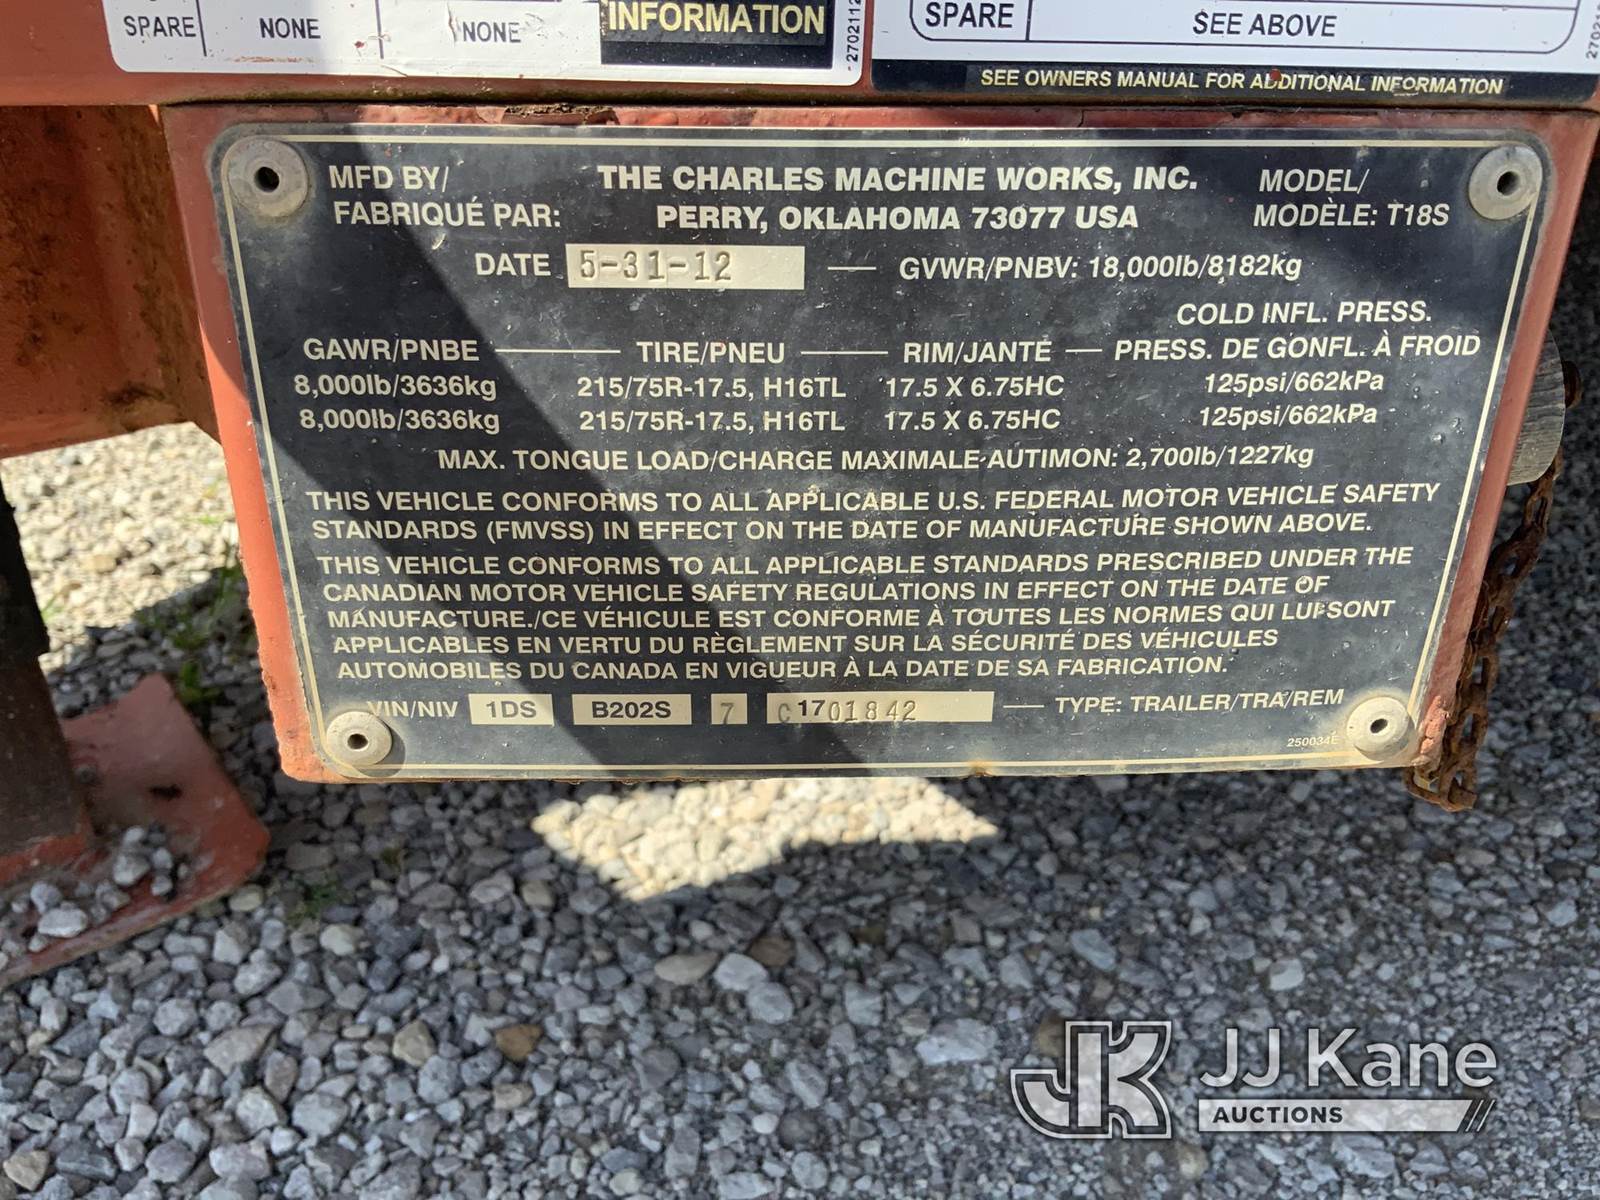 SPARE NONE NONE
INFORMATION
2702112
SPARE SEE ABOVE
SEE OWNERS MANUAL FOR ADDITIONAL INFORMATION
MFD BY/ THE CHARLES MACHINE WORKS, INC. MODEL/
FABRIQUÉ PAR: PERRY, OKLAHOMA 73077 USA MODÈLE: T18S
DATE 5-31-12 GVWR/PNBV: 18,000lb/8182kg
COLD INFL. PRESS.
GAWR/PNBE TIRE/PNEU RIM/JANTE PRESS. DE GONFL. À FROID
8,000lb/3636kg 215/75R-17.5, H16TL 17.5 X 6.75HC 125psi/662kPa
8,000lb/3636kg 215/75R-17.5, H16TL 17.5 X 6.75HC 125psi/662kPa
MAX. TONGUE LOAD/CHARGE MAXIMALE AUTIMON: 2,700lb/1227kg
THIS VEHICLE CONFORMS TO ALL APPLICABLE U.S. FEDERAL MOTOR VEHICLE SAFETY
STANDARDS (FMVSS) IN EFFECT ON THE DATE OF MANUFACTURE SHOWN ABOVE.
THIS VEHICLE CONFORMS TO ALL APPLICABLE STANDARDS PRESCRIBED UNDER THE
CANADIAN MOTOR VEHICLE SAFETY REGULATIONS IN EFFECT ON THE DATE OF
MANUFACTURE./CE VÉHICULE EST CONFORME À TOUTES LES NORMES QUI LUI SONT
APPLICABLES EN VERTU DU RÈGLEMENT SUR LA SÉCURITÉ DES VÉHICULES
AUTOMOBILES DU CANADA EN VIGUEUR À LA DATE DE SA FABRICATION.
VIN/NIV 1DS B202S 7 C1701842 TYPE: TRAILER/TRA/REM
250034E
JK JJ Kane
AUCTIONS